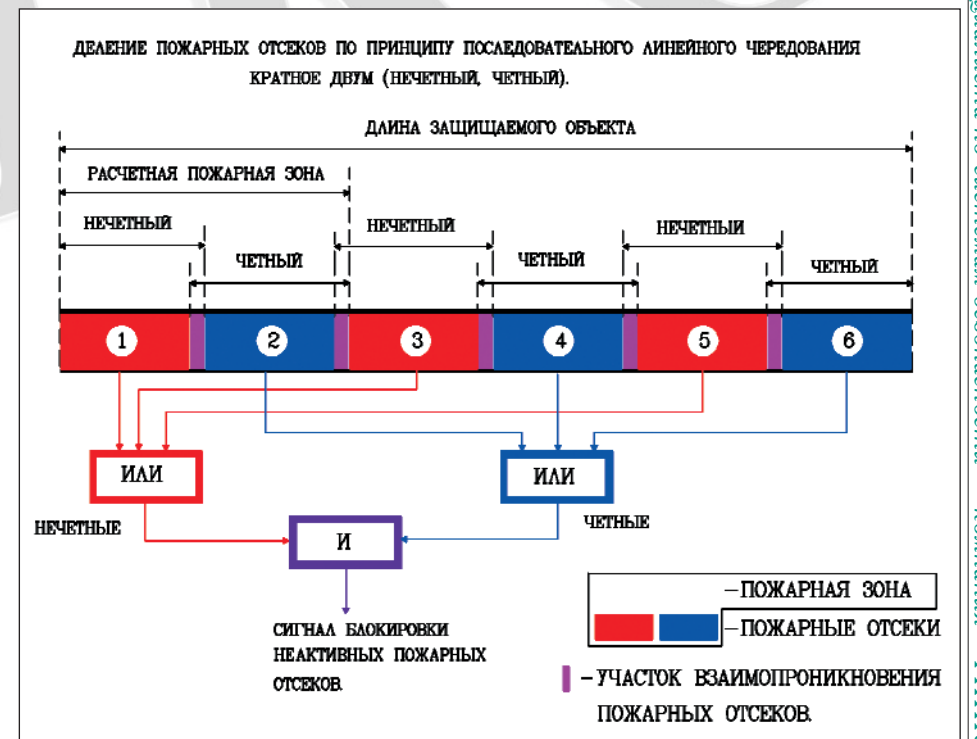 ДЕЛЕНИЕ ПОЖАРНЫХ ОТСЕКОВ ПО ПРИНЦИПУ ПОСЛЕДОВАТЕЛЬНОГО ЛИНЕЙНОГО ЧЕРЕДОВАНИЯ
КРАТНОЕ ДВУМ (НЕЧЕТНЫЙ, ЧЕТНЫЙ).
ДЛИНА ЗАЩИЩАЕМОГО ОБЪЕКТА
РАСЧЕТНАЯ ПОЖАРНАЯ ЗОНА
НЕЧЕТНЫЙ НЕЧЕТНЫЙ НЕЧЕТНЫЙ
ЧЕТНЫЙ ЧЕТНЫЙ ЧЕТНЫЙ
1 2 3 4 5 6
ИЛИ ИЛИ
НЕЧЕТНЫЕ ЧЕТНЫЕ
И
СИГНАЛ БЛОКИРОВКИ
НЕАКТИВНЫХ ПОЖАРНЫХ
ОТСЕКОВ.
–ПОЖАРНАЯ ЗОНА
–ПОЖАРНЫЕ ОТСЕКИ
–УЧАСТОК ВЗАИМОПРОНИКНОВЕНИЯ
ПОЖАРНЫХ ОТСЕКОВ.